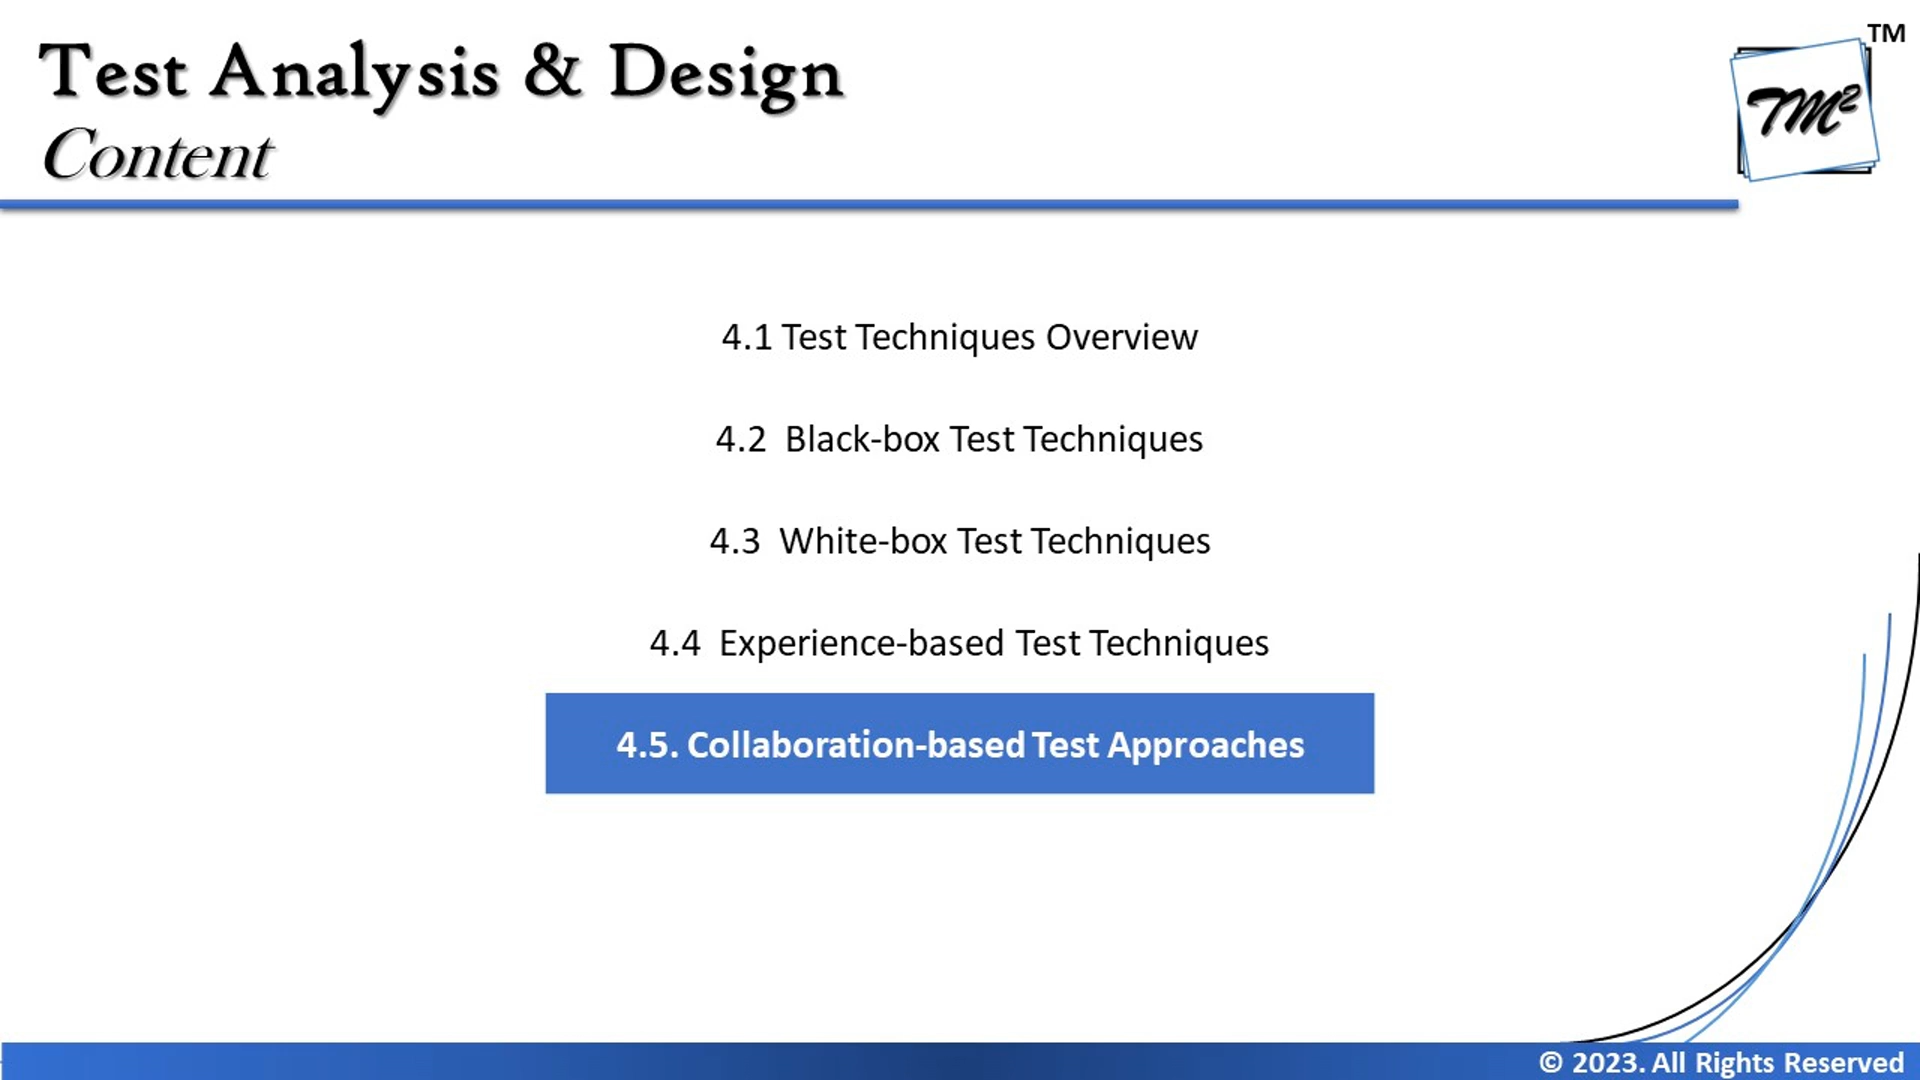 Test Analysis & Design
Content
TM
TM²
4.1 Test Techniques Overview
4.2 Black-box Test Techniques
4.3 White-box Test Techniques
4.4 Experience-based Test Techniques
4.5. Collaboration-based Test Approaches
© 2023. All Rights Reserved